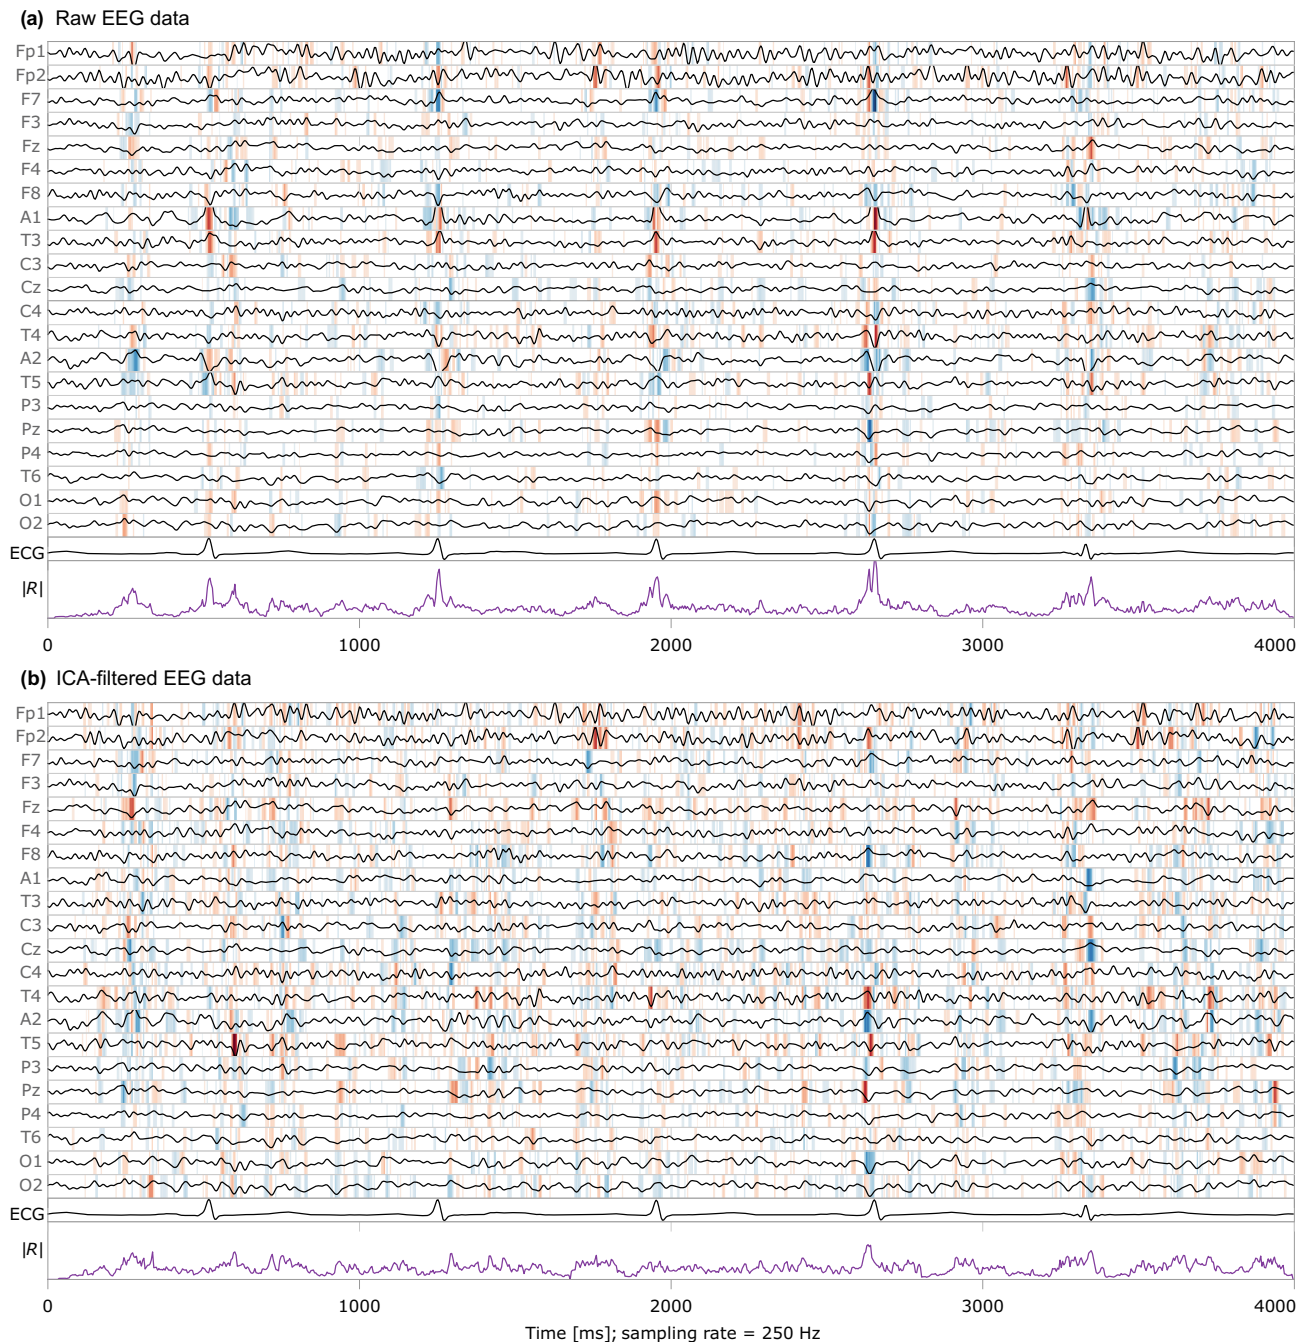 (a) Raw EEG data
Fp1
Fp2
F7
F3
Fz
F4
F8
A1
T3
C3
Cz
C4
T4
A2
T5
P3
Pz
P4
T6
O1
O2
ECG
|R|
0 1000 2000 3000 4000
(b) ICA-filtered EEG data
Fp1
Fp2
F7
F3
Fz
F4
F8
A1
T3
C3
Cz
C4
T4
A2
T5
P3
Pz
P4
T6
O1
O2
ECG
|R|
0 1000 2000 3000 4000
Time [ms]; sampling rate = 250 Hz